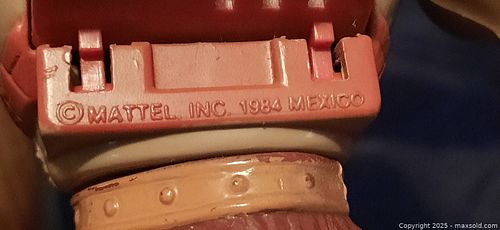 ©MATTEL. INC. 1984 MEXICO
Copyright 2025 - maxsold.com